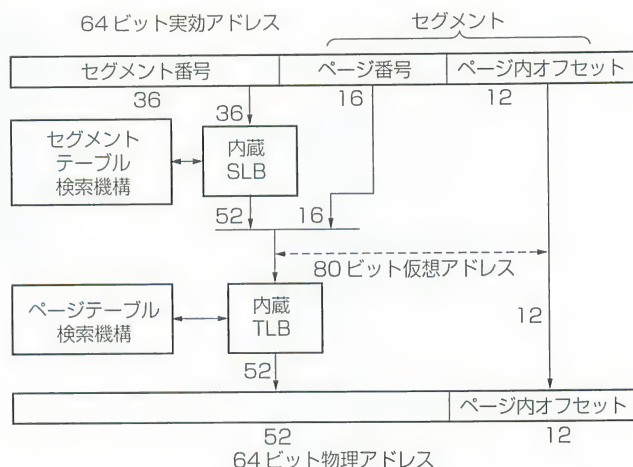 64ビット実効アドレス
セグメント
セグメント番号
ページ番号
ページ内オフセット
36
16
12
セグメント
テーブル
検索機構
36
内蔵
SLB
52
16
80ビット仮想アドレス
ページテーブル
検索機構
内蔵
TLB
12
52
ページ内オフセット
52
12
64ビット物理アドレス